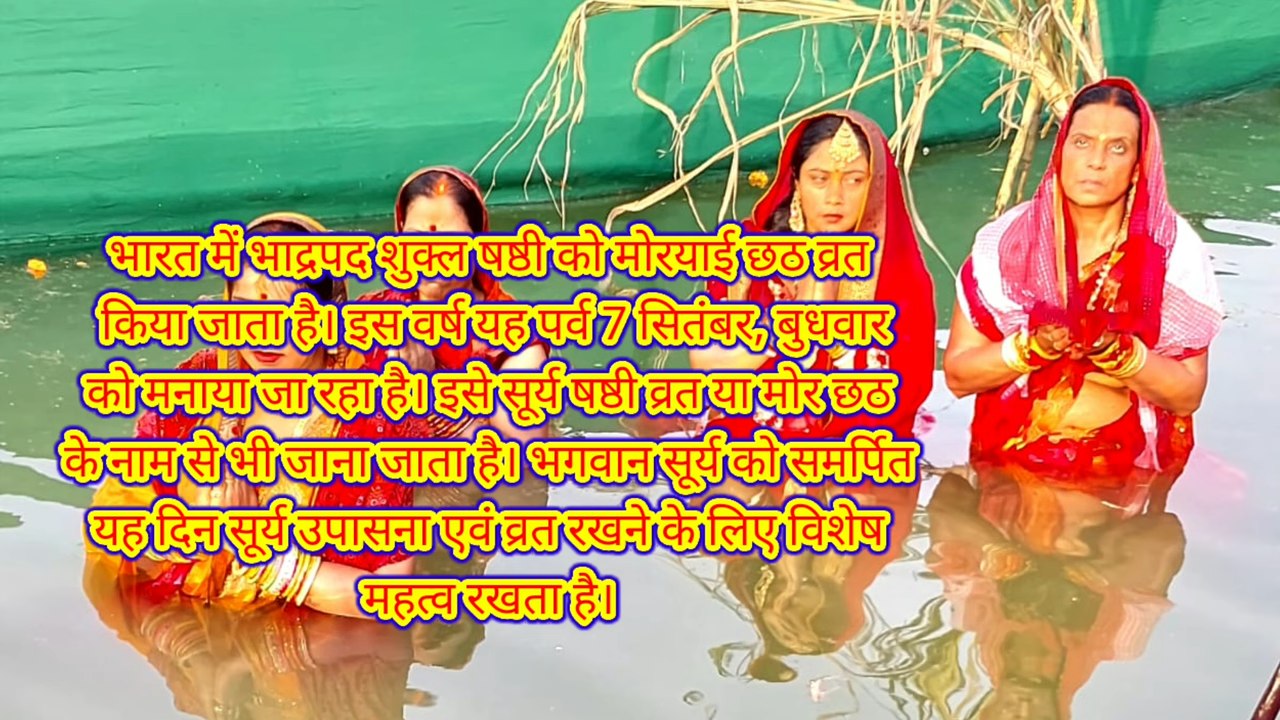 भारत में भाद्रपद शुक्ल षष्ठी को मोरयाई छठ व्रत
किया जाता है। इस वर्ष यह पर्व 7 सितंबर, बुधवार
को मनाया जा रहा है। इसे सूर्य षष्ठी व्रत या मोर छठ
के नाम से भी जाना जाता है। भगवान सूर्य को समर्पित
यह दिन सूर्य उपासना एवं व्रत रखने के लिए विशेष
महत्व रखता है।